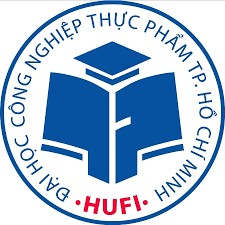 ĐẠI HỌC CÔNG NGHIỆP THỰC PHẨM TP. HỒ CHÍ MINH
·HUFI·